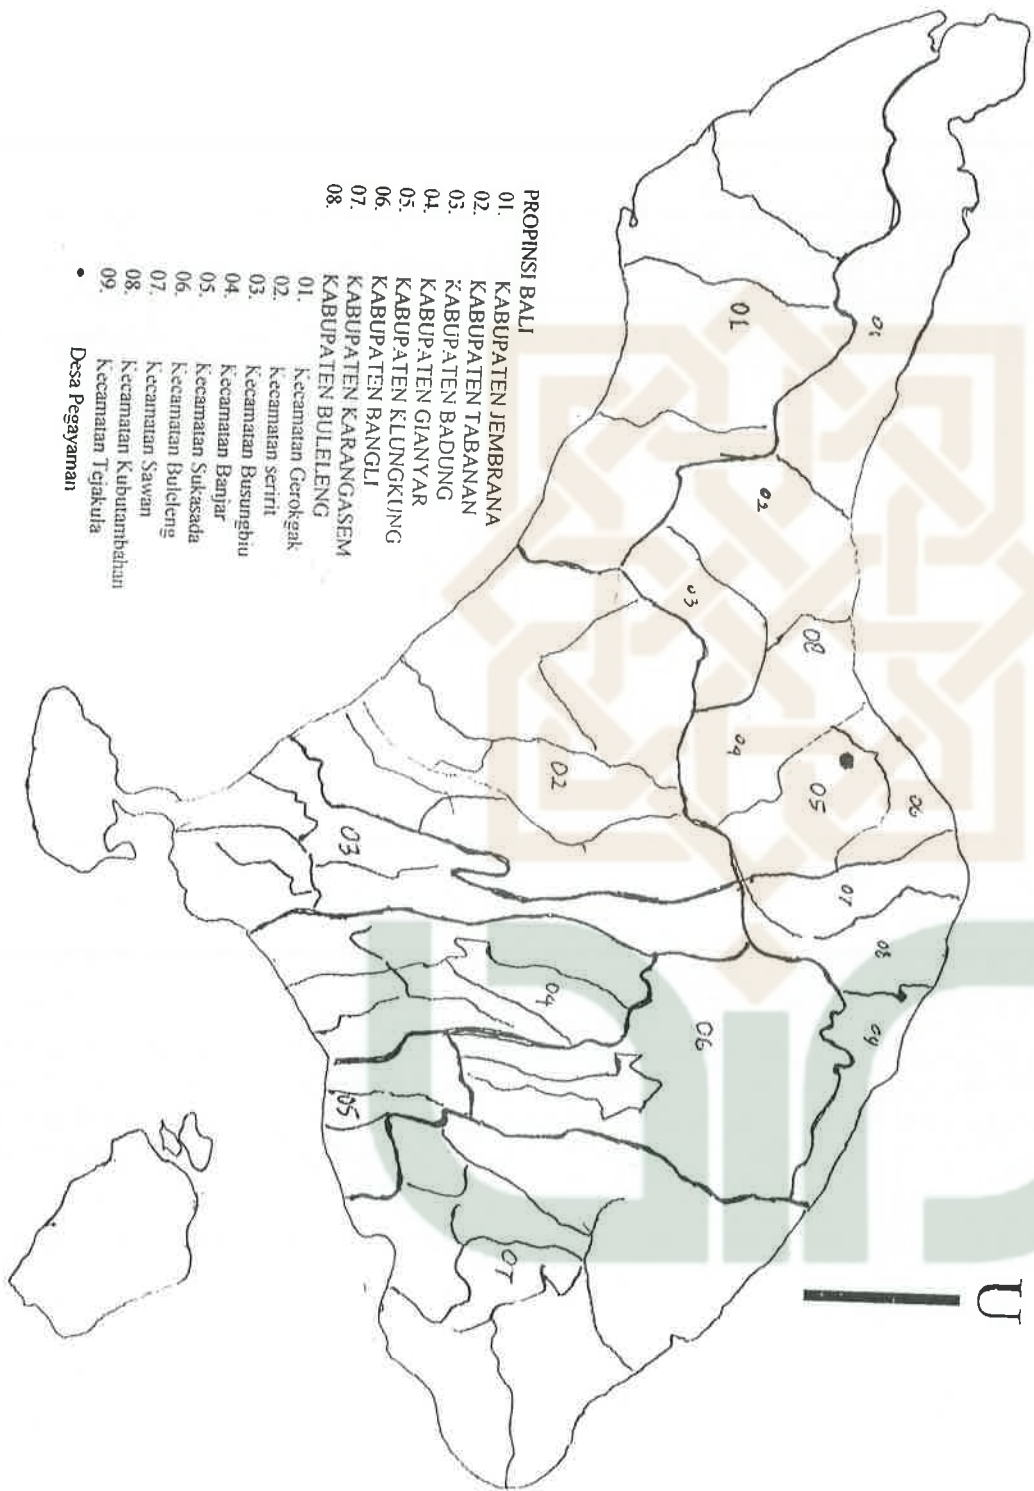 PROPINSI BALI
01. KABUPATEN JEMBRANA
02. KABUPATEN TABANAN
03. KABUPATEN BADUNG
04. KABUPATEN GIANYAR
05. KABUPATEN KLUNGKUNG
06. KABUPATEN BANGLI
07. KABUPATEN KARANGASEM
08. KABUPATEN BULELENG
01. Kecamatan Gerokgak
02. Kecamatan seririt
03. Kecamatan Busungbiu
04. Kecamatan Banjar
05. Kecamatan Sukasada
06. Kecamatan Buleleng
07. Kecamatan Sawan
08. Kecamatan Kubutambahan
09. Kecamatan Tejakula
• Desa Pegayaman
U
01
01
02
03
08
04
05
06
07
08
09
02
03
04
06
05
07